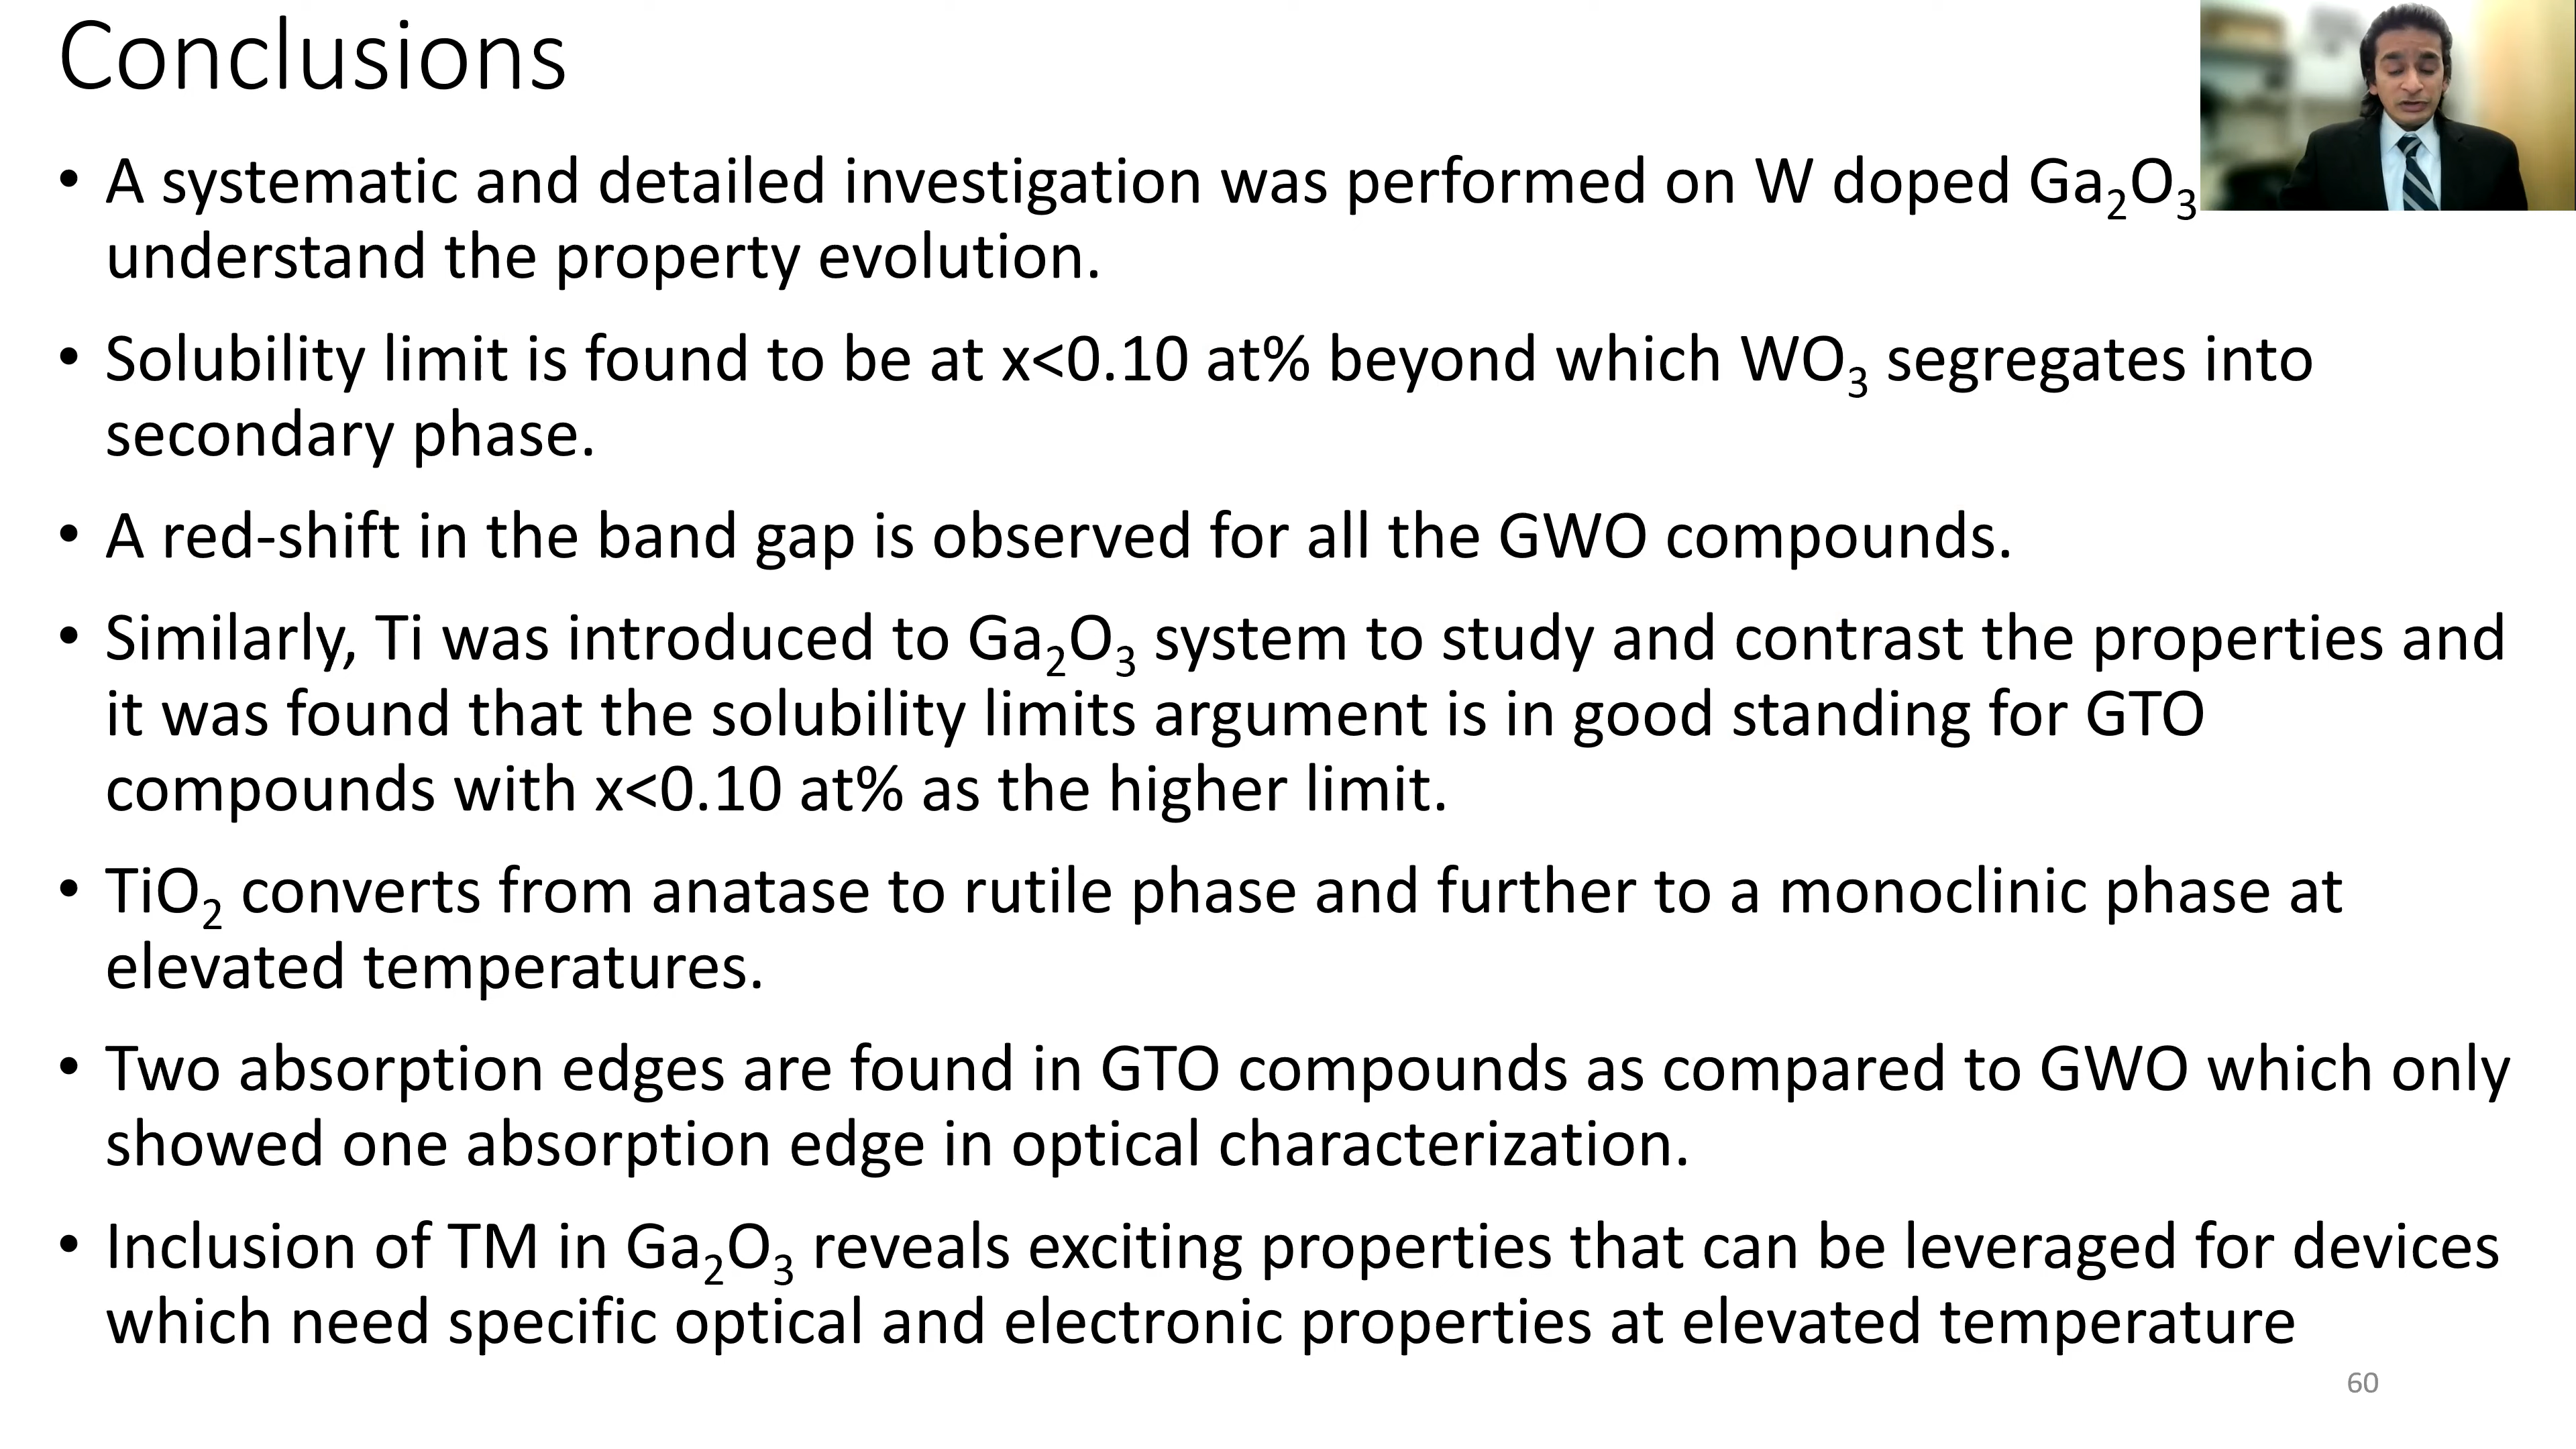 Conclusions
• A systematic and detailed investigation was performed on W doped Ga₂O₃
understand the property evolution.
• Solubility limit is found to be at x<0.10 at% beyond which WO₃ segregates into
secondary phase.
• A red-shift in the band gap is observed for all the GWO compounds.
• Similarly, Ti was introduced to Ga₂O₃ system to study and contrast the properties and
it was found that the solubility limits argument is in good standing for GTO
compounds with x<0.10 at% as the higher limit.
• TiO₂ converts from anatase to rutile phase and further to a monoclinic phase at
elevated temperatures.
• Two absorption edges are found in GTO compounds as compared to GWO which only
showed one absorption edge in optical characterization.
• Inclusion of TM in Ga₂O₃ reveals exciting properties that can be leveraged for devices
which need specific optical and electronic properties at elevated temperature
60